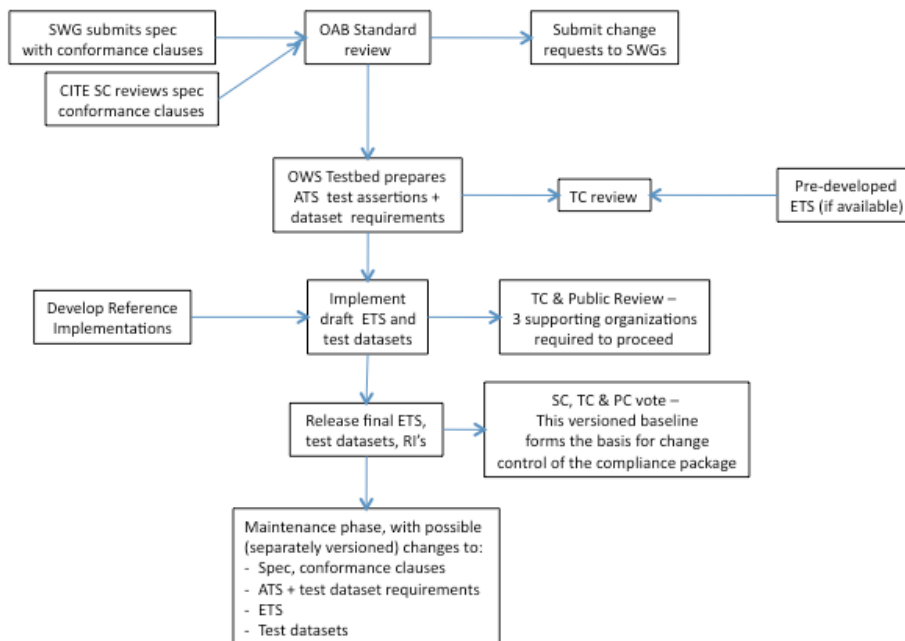 SWG submits spec
with conformance clauses
OAB Standard
review
Submit change
requests to SWGs
CITE SC reviews spec
conformance clauses
OWS Testbed prepares
ATS test assertions +
dataset requirements
TC review
Pre-developed
ETS (if available)
Develop Reference
Implementations
Implement
draft ETS and
test datasets
TC & Public Review –
3 supporting organizations
required to proceed
Release final ETS,
test datasets, RI's
SC, TC & PC vote –
This versioned baseline
forms the basis for change
control of the compliance package
Maintenance phase, with possible
(separately versioned) changes to:
- Spec, conformance clauses
- ATS + test dataset requirements
- ETS
- Test datasets